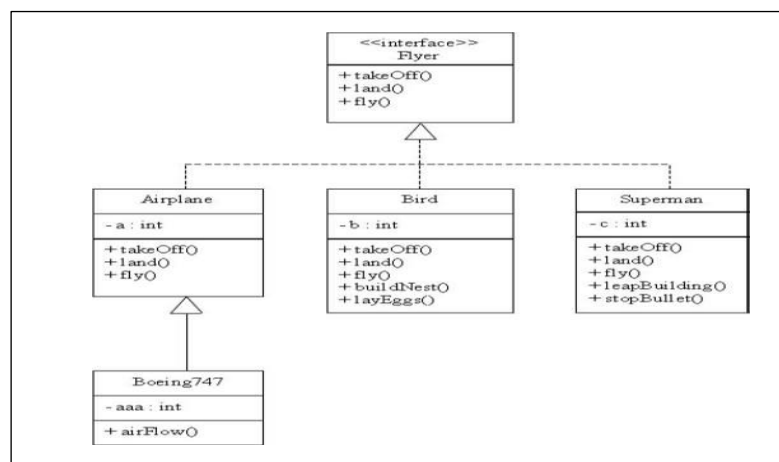 <<interface>>
Flyer
+takeOff()
+land()
+fly()
Airplane
-a : int
+takeOff()
+land()
+fly()
Bird
-b : int
+takeOff()
+land()
+fly()
+buildNest()
+layEggs()
Superman
-c : int
+takeOff()
+land()
+fly()
+leapBuilding()
+stopBullet()
Boeing747
-aaa : int
+airFlow()